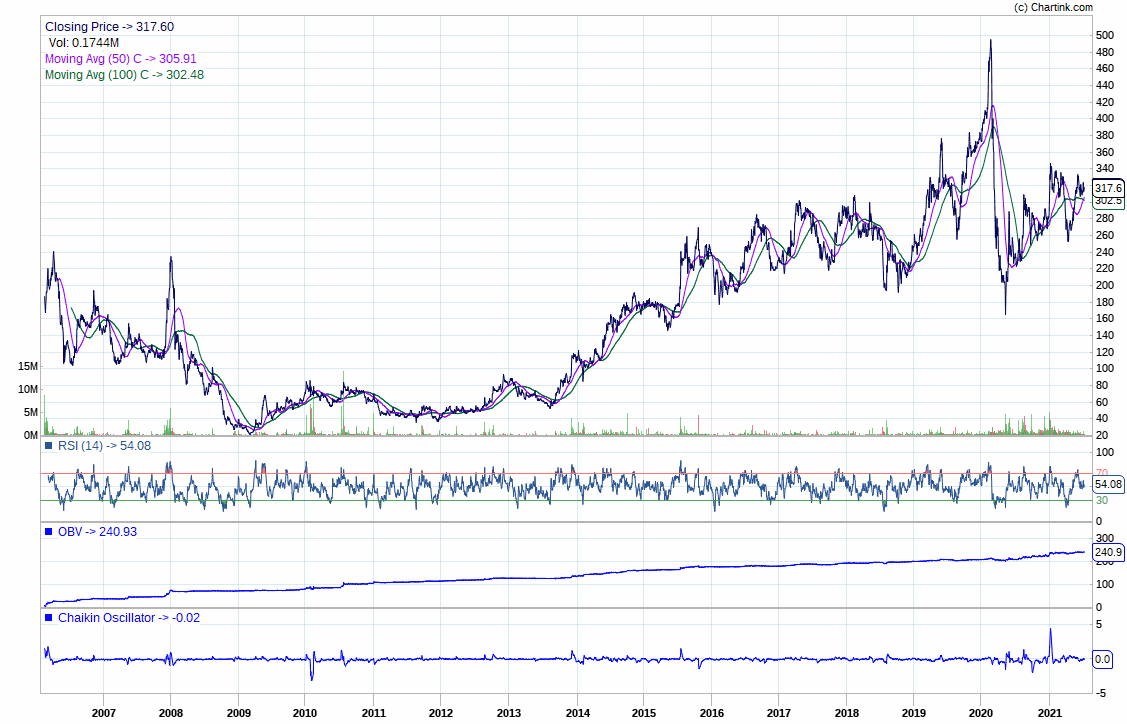 (c) Chartink.com
Closing Price -> 317.60
Vol: 0.1744M
Moving Avg (50) C -> 305.91
Moving Avg (100) C -> 302.48
500
480
460
440
420
400
380
360
340
317.6
302.5
280
260
240
220
200
180
160
140
120
100
80
60
40
20
15M
10M
5M
0M
RSI (14) -> 54.08
100
70
54.08
30
0
OBV -> 240.93
300
240.9
200
100
0
Chaikin Oscillator -> -0.02
5
0.0
-5
2007 2008 2009 2010 2011 2012 2013 2014 2015 2016 2017 2018 2019 2020 2021